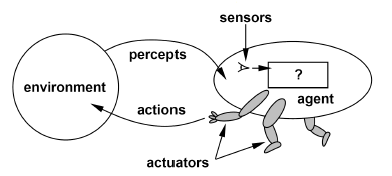 sensors
percepts
?
environment
agent
actions
actuators